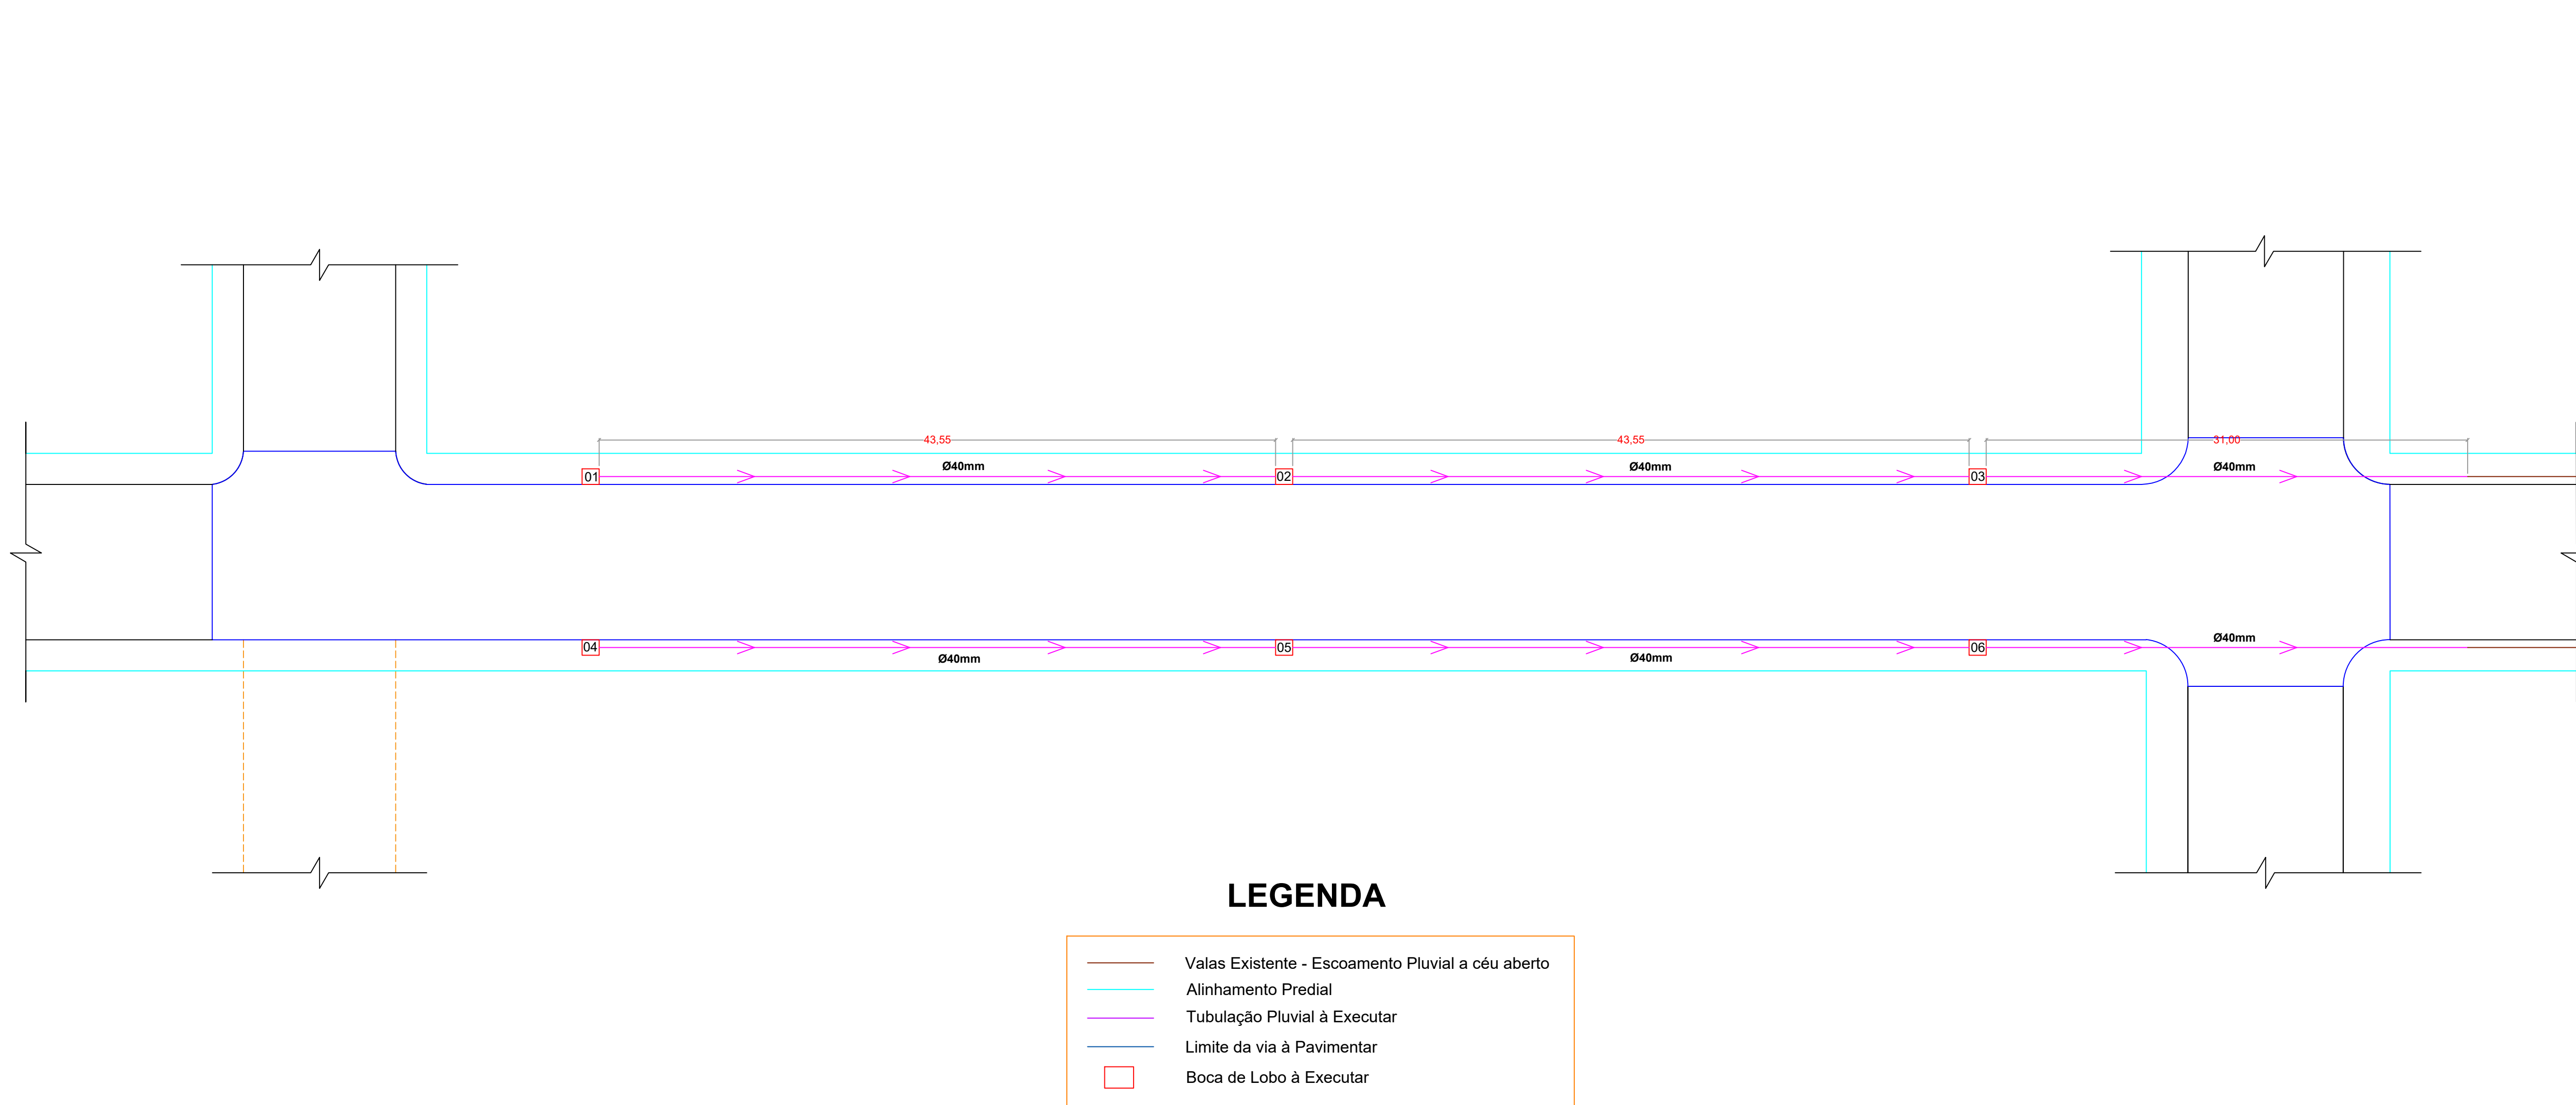 43,55
43,55
31,00
Ø40mm
Ø40mm
Ø40mm
01
02
03
Ø40mm
04
05
06
Ø40mm
Ø40mm
LEGENDA
Valas Existente - Escoamento Pluvial a céu aberto
Alinhamento Predial
Tubulação Pluvial à Executar
Limite da via à Pavimentar
Boca de Lobo à Executar